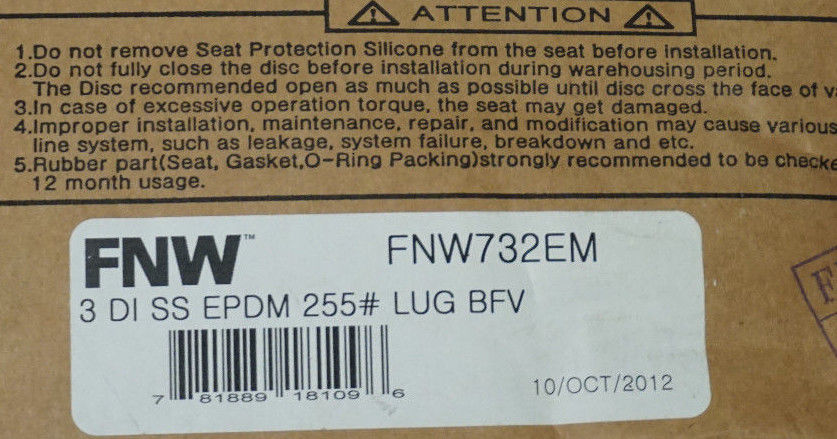 ⚠ ATTENTION ⚠
1.Do not remove Seat Protection Silicone from the seat before installation.
2.Do not fully close the disc before installation during warehousing period.
The Disc recommended open as much as possible until disc cross the face of
3.In case of excessive operation torque, the seat may get damaged.
4.Improper installation, maintenance, repair, and modification may cause various
line system, such as leakage, system failure, breakdown and etc.
5.Rubber part(Seat, Gasket,O-Ring Packing)strongly recommended to be checke
12 month usage.
FNW™ FNW732EM
3 DI SS EPDM 255# LUG BFV
7 81889 18109 6
10/OCT/2012